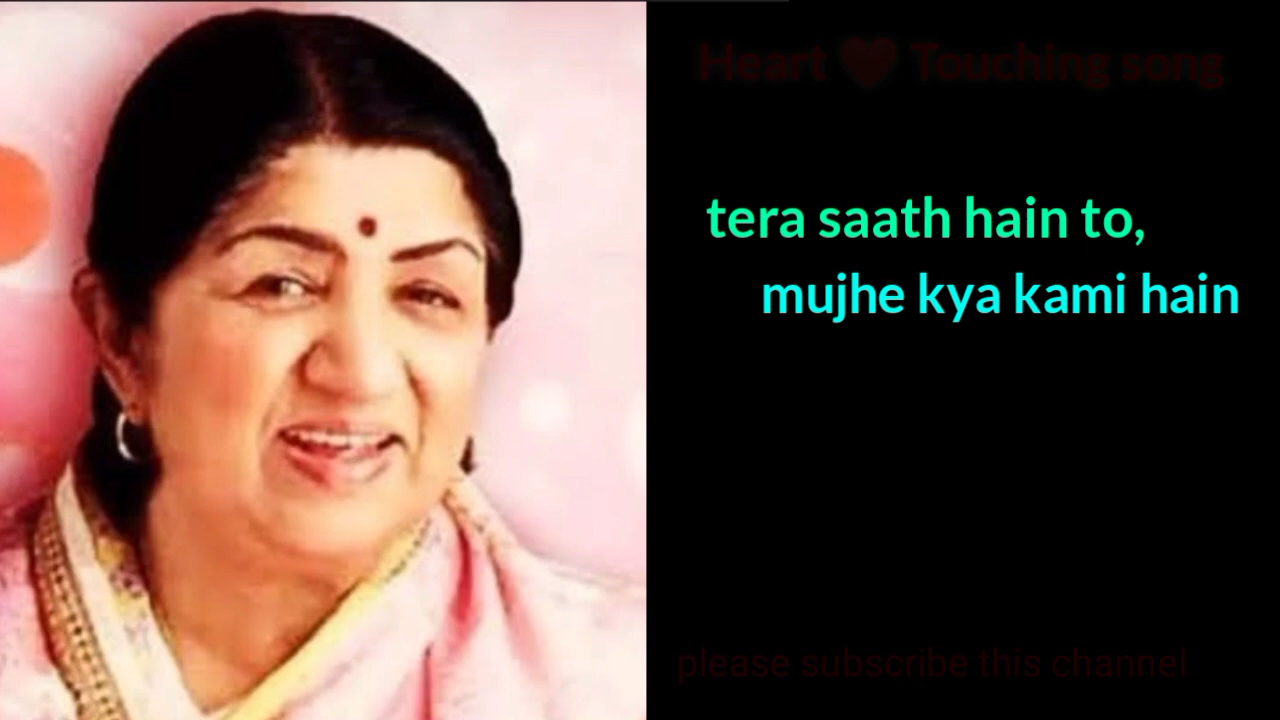 Heart ❤ Touching song
tera saath hain to,
mujhe kya kami hain
please subscribe this channel